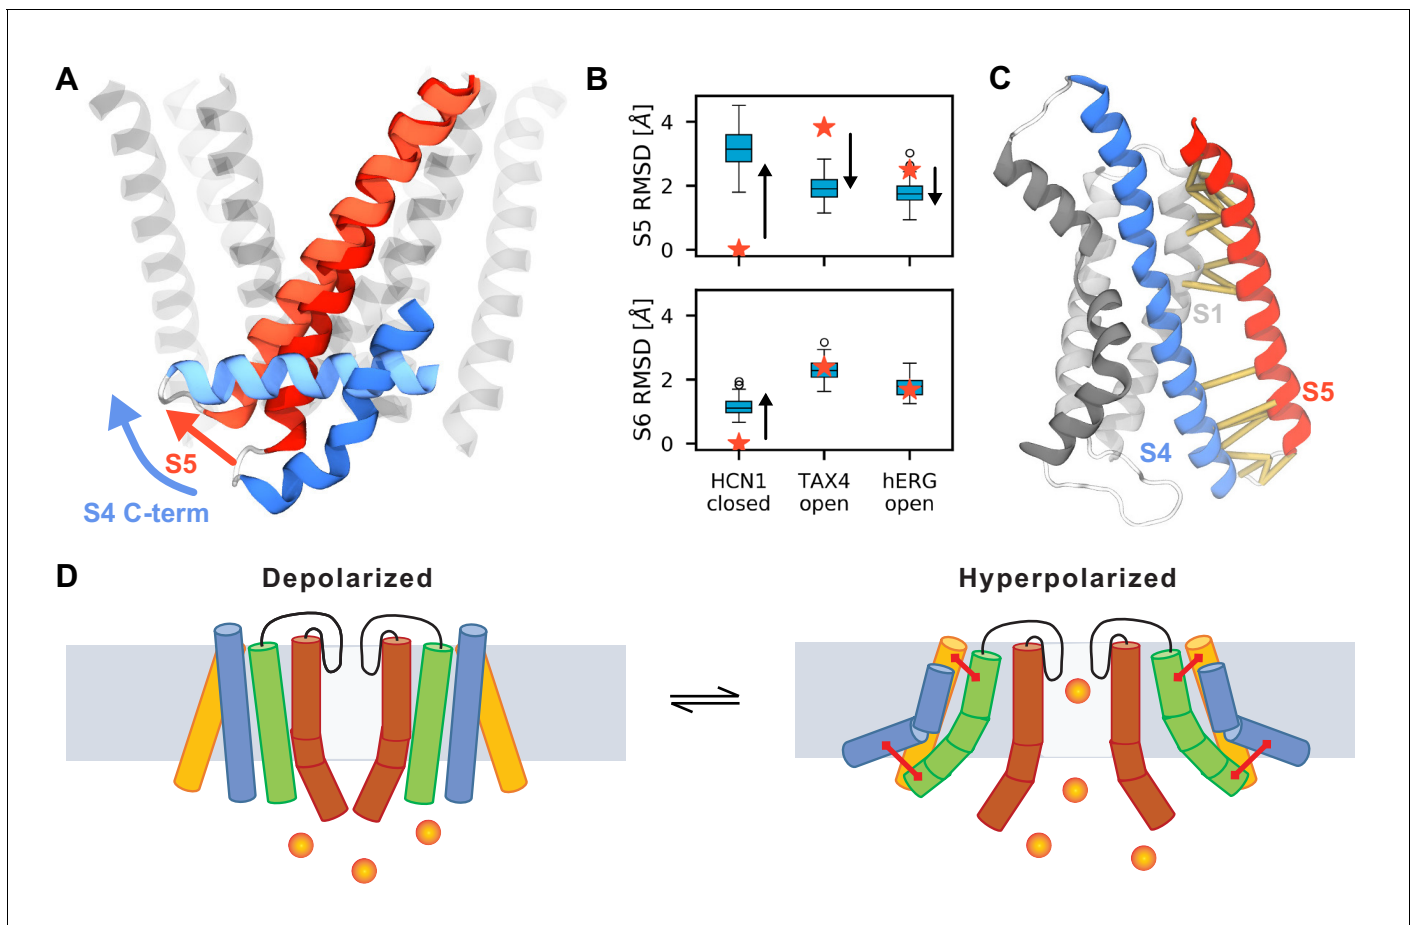 A
S5
S4 C-term
B
S5 RMSD [Å]
4
2
0
S6 RMSD [Å]
4
2
0
HCN1
closed
TAX4
open
hERG
open
C
S1
S4
S5
D
Depolarized
Hyperpolarized